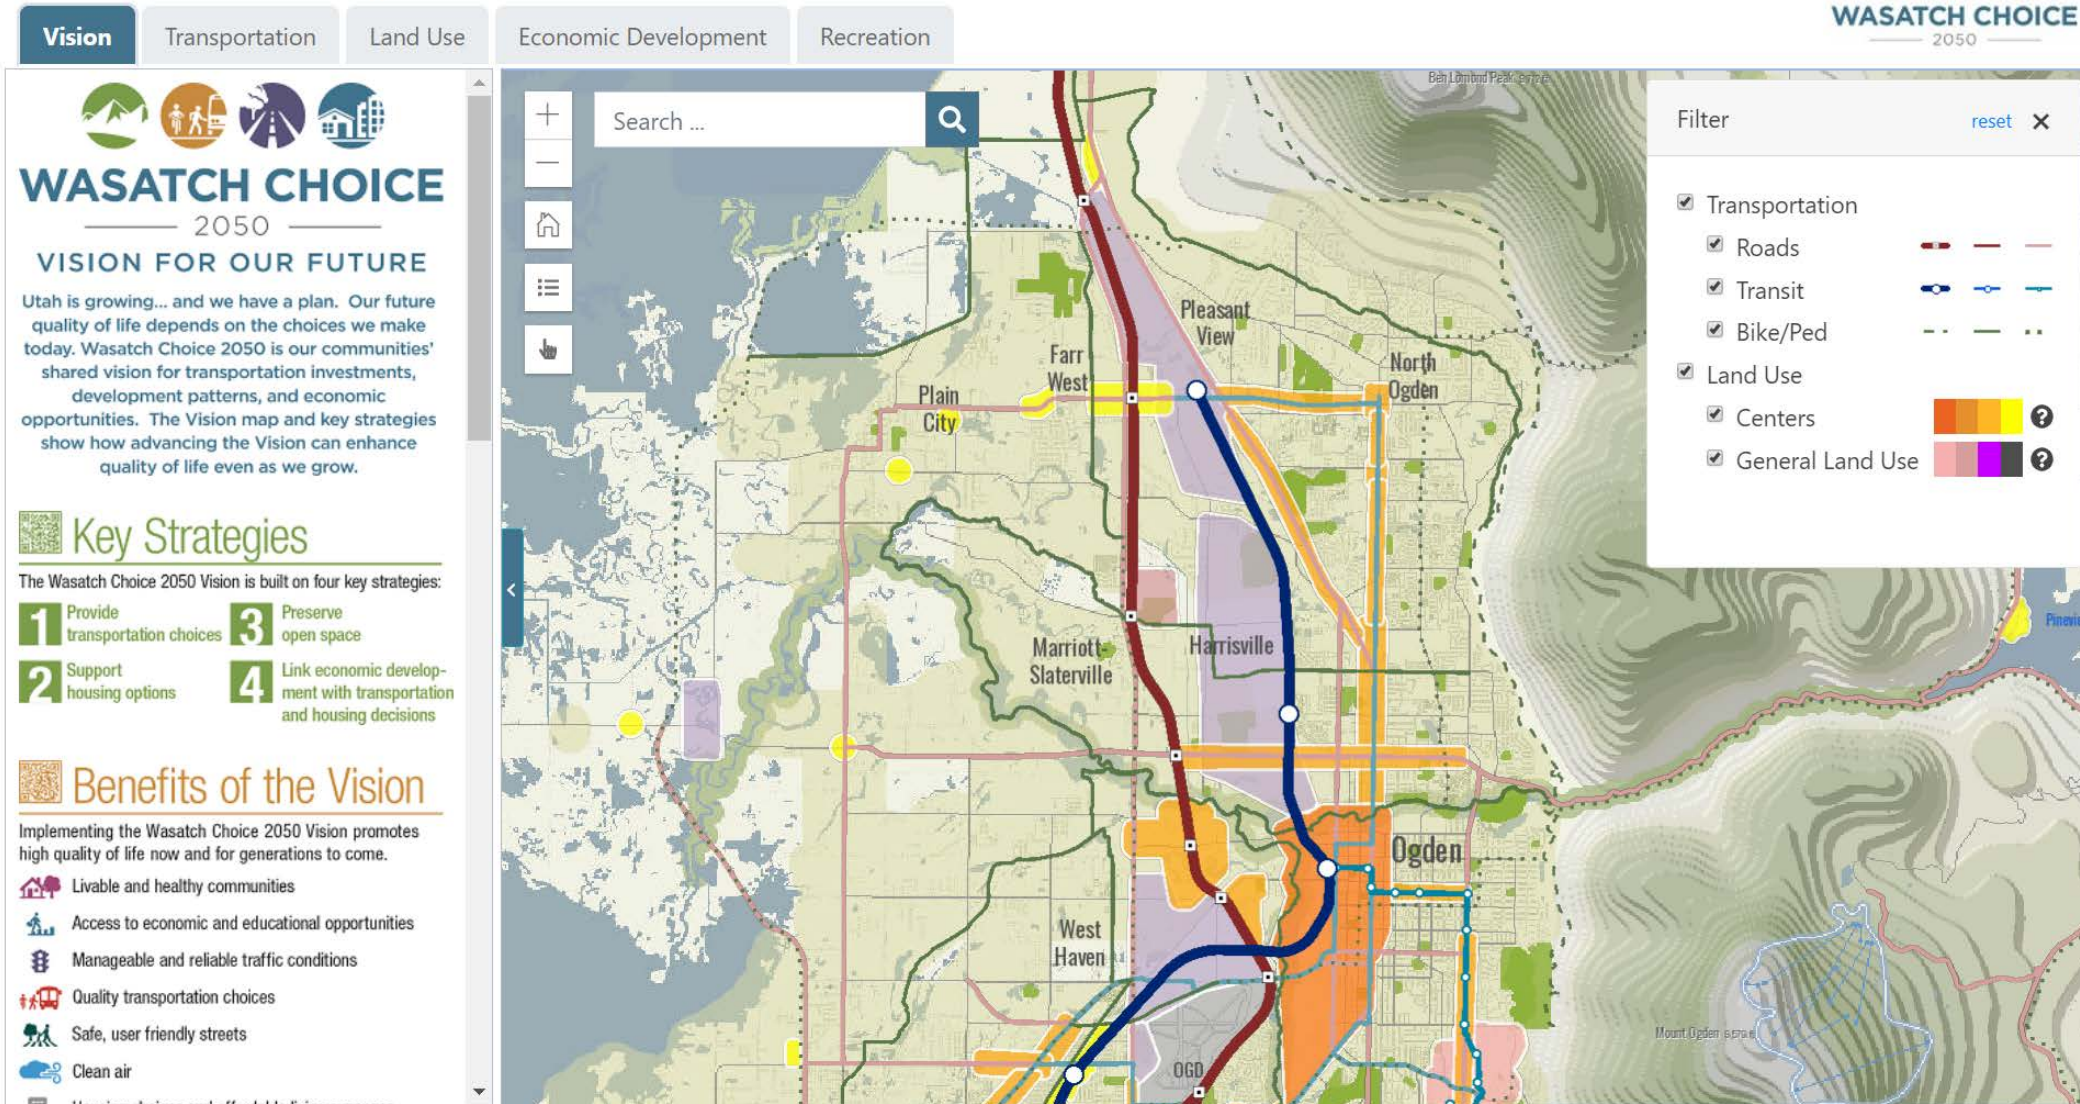 Vision
Transportation
Land Use
Economic Development
Recreation
WASATCH CHOICE
2050
WASATCH CHOICE
2050
VISION FOR OUR FUTURE
Utah is growing... and we have a plan. Our future
quality of life depends on the choices we make
today. Wasatch Choice 2050 is our communities'
shared vision for transportation investments,
development patterns, and economic
opportunities. The Vision map and key strategies
show how advancing the Vision can enhance
quality of life even as we grow.
Key Strategies
The Wasatch Choice 2050 Vision is built on four key strategies:
1 Provide
transportation choices
2 Support
housing options
3 Preserve
open space
4 Link economic develop-
ment with transportation
and housing decisions
Benefits of the Vision
Implementing the Wasatch Choice 2050 Vision promotes
high quality of life now and for generations to come.
Livable and healthy communities
Access to economic and educational opportunities
Manageable and reliable traffic conditions
Quality transportation choices
Safe, user friendly streets
Clean air
Search ...
Ben Lomond Peak
Pleasant
View
Farr
West
North
Ogden
Plain
City
Marriott-
Slaterville
Harrisville
Ogden
West
Haven
OGD
Mount Ogden
Filter
reset
Transportation
Roads
Transit
Bike/Ped
Land Use
Centers
General Land Use